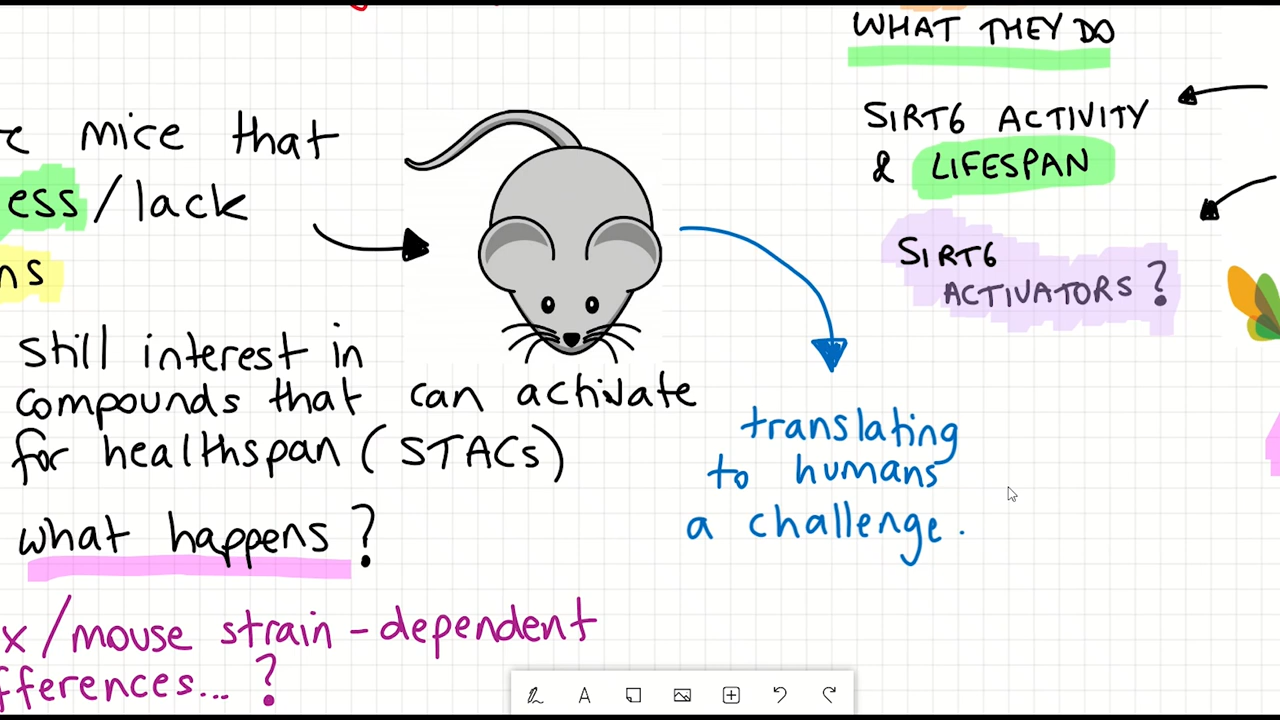 mice that
ess/lack
ns
Still interest in
compounds that can activate
for healthspan (STACs)
what happens?
x/mouse strain-dependent
fferences...?
translating
to humans
a challenge.
WHAT THEY DO
SIRT6 ACTIVITY
& LIFESPAN
SIRT6
ACTIVATORS?
A